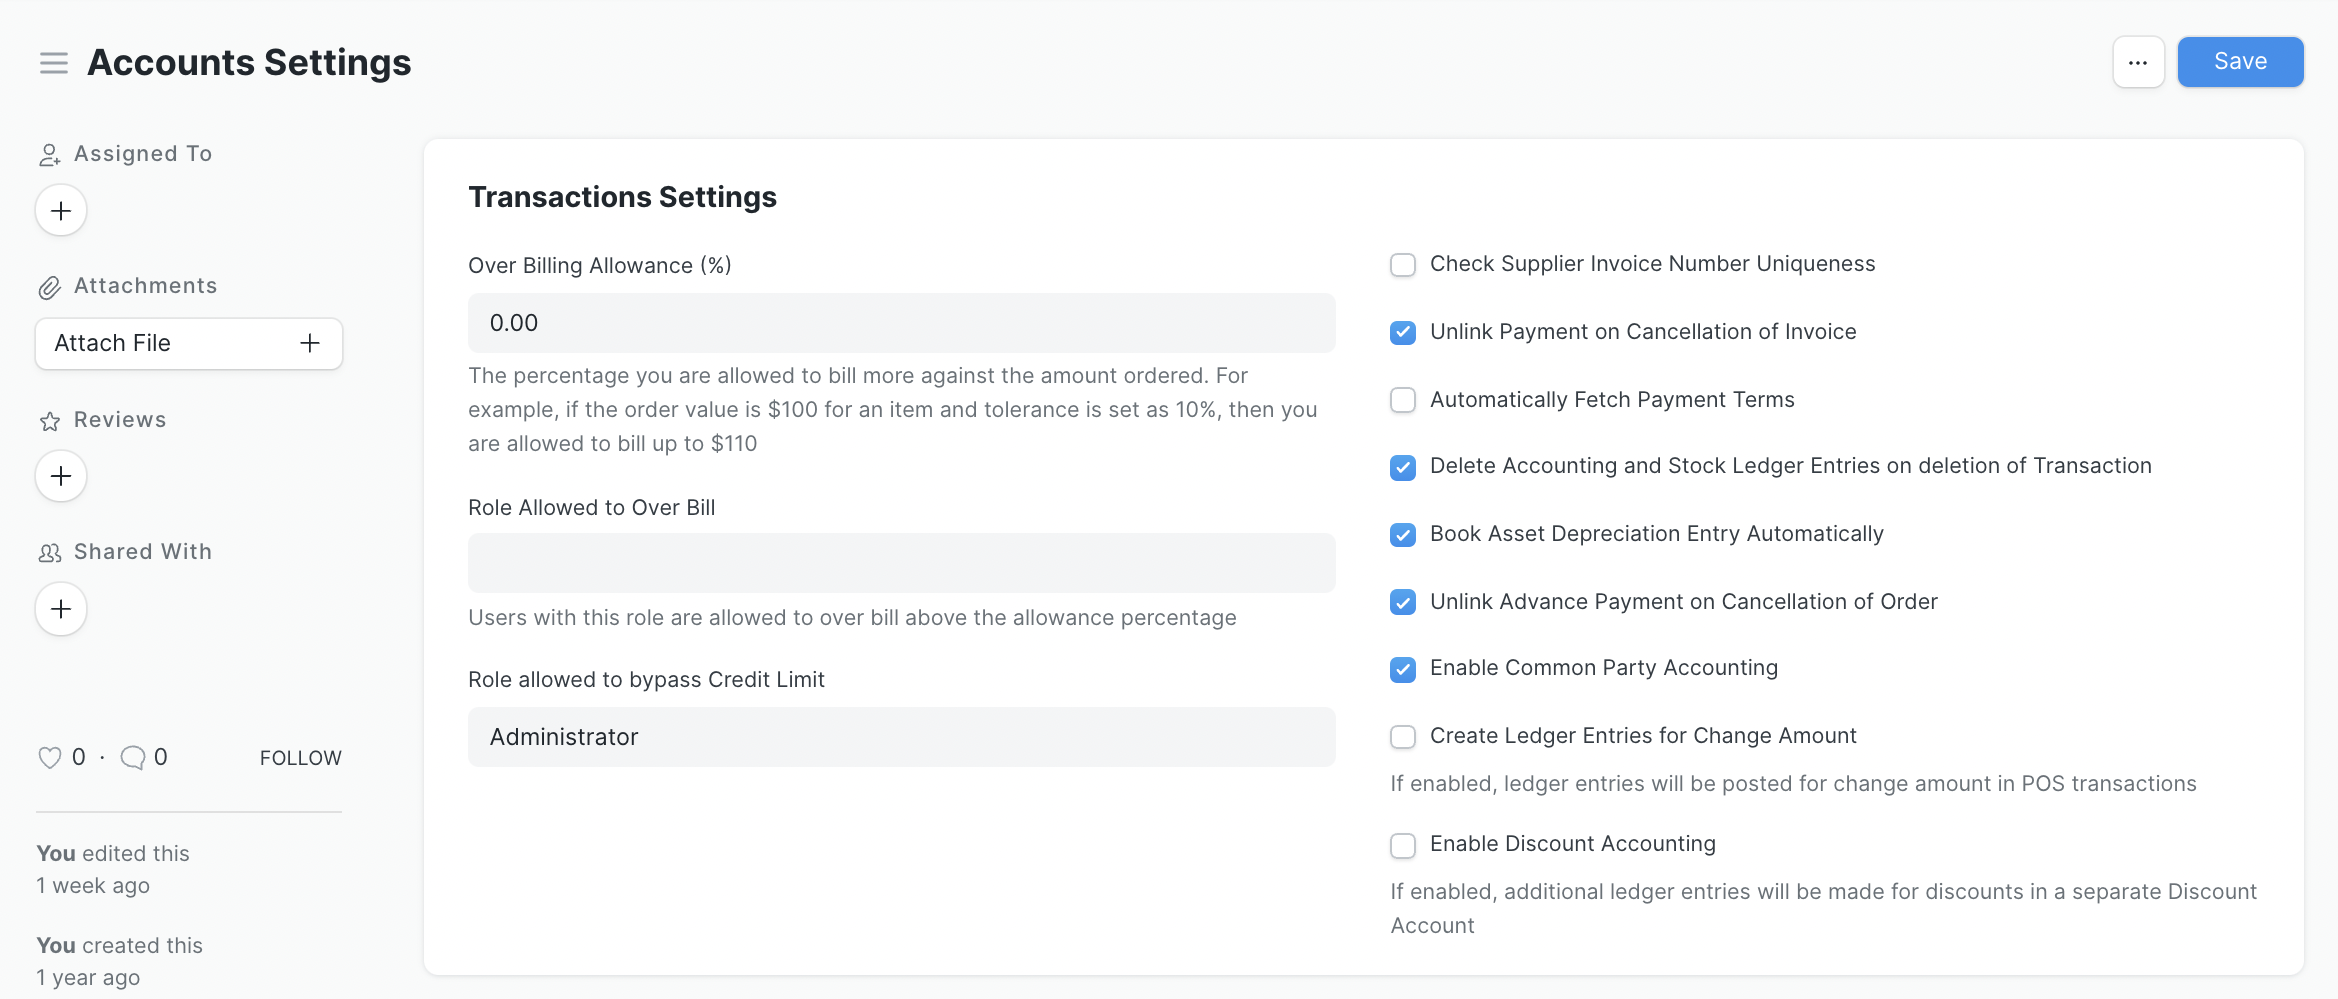 Accounts Settings
...
Save
Assigned To
Attachments
Attach File
Reviews
Shared With
0 · 0 FOLLOW
You edited this
1 week ago
You created this
1 year ago
Transactions Settings
Over Billing Allowance (%)
0.00
The percentage you are allowed to bill more against the amount ordered. For
example, if the order value is $100 for an item and tolerance is set as 10%, then you
are allowed to bill up to $110
Role Allowed to Over Bill
Users with this role are allowed to over bill above the allowance percentage
Role allowed to bypass Credit Limit
Administrator
Check Supplier Invoice Number Uniqueness
Unlink Payment on Cancellation of Invoice
Automatically Fetch Payment Terms
Delete Accounting and Stock Ledger Entries on deletion of Transaction
Book Asset Depreciation Entry Automatically
Unlink Advance Payment on Cancellation of Order
Enable Common Party Accounting
Create Ledger Entries for Change Amount
If enabled, ledger entries will be posted for change amount in POS transactions
Enable Discount Accounting
If enabled, additional ledger entries will be made for discounts in a separate Discount
Account